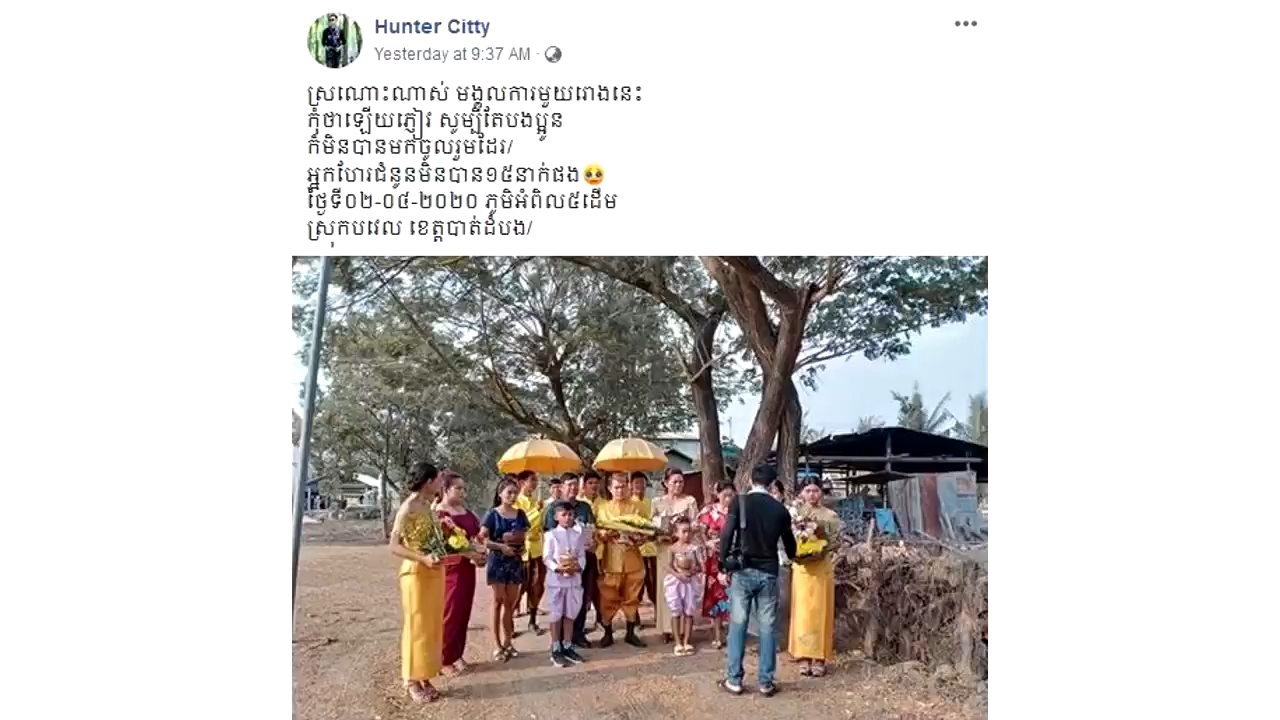 Hunter Citty
Yesterday at 9:37 AM ·
ស្រណោះណាស់ មង្គលការមួយរោងនេះ
កុំថាឡើយភ្ញៀវ សូម្បីតែបងប្អូន
ក៏មិនបានមកចូលរួមដែរ/
អ្នកហែរជំនូនមិនបាន១៥នាក់ផង🥺
ថ្ងៃទី០២-០៤-២០២០ ភូមិអំពិល៥ដើម
ស្រុកបវេល ខេត្តបាត់ដំបង/